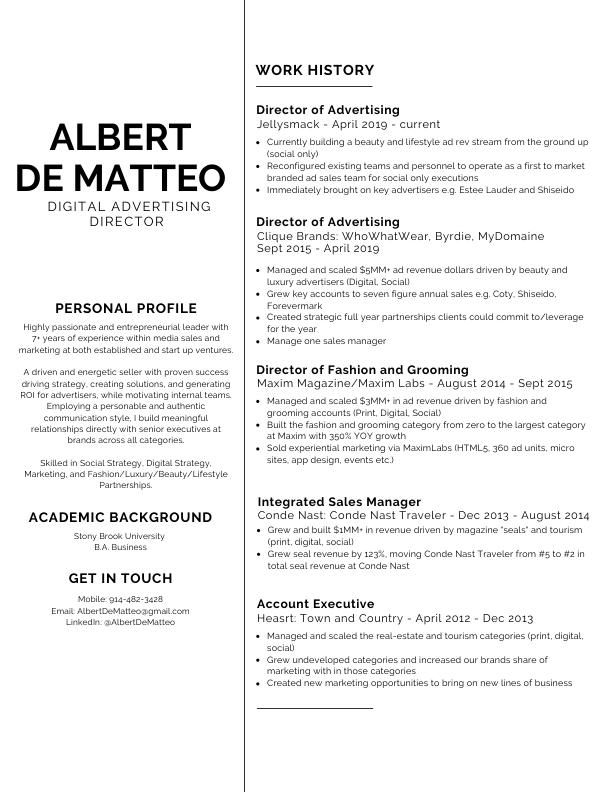 ALBERT
DE MATTEO
DIGITAL ADVERTISING
DIRECTOR
PERSONAL PROFILE
Highly passionate and entrepreneurial leader with
7+ years of experience within media sales and
marketing at both established and start up ventures.
A driven and energetic seller with proven success
driving strategy, creating solutions, and generating
ROI for advertisers, while motivating internal teams.
Employing a personable and authentic
communication style, I build meaningful
relationships directly with senior executives at
brands across all categories.
Skilled in Social Strategy, Digital Strategy,
Marketing, and Fashion/Luxury/Beauty/Lifestyle
Partnerships.
ACADEMIC BACKGROUND
Stony Brook University
B.A. Business
GET IN TOUCH
Mobile: 914-482-3428
Email: AlbertDeMatteo@gmail.com
LinkedIn: @AlbertDeMatteo
WORK HISTORY
Director of Advertising
Jellysmack - April 2019 - current
• Currently building a beauty and lifestyle ad rev stream from the ground up
(social only)
• Reconfigured existing teams and personnel to operate as a first to market
branded ad sales team for social only executions
• Immediately brought on key advertisers e.g. Estee Lauder and Shiseido
Director of Advertising
Clique Brands: WhoWhatWear, Byrdie, MyDomaine
Sept 2015 - April 2019
• Managed and scaled $5MM+ ad revenue dollars driven by beauty and
luxury advertisers (Digital, Social)
• Grew key accounts to seven figure annual sales e.g. Coty, Shiseido,
Forevermark
• Created strategic full year partnerships clients could commit to/leverage
for the year
• Manage one sales manager
Director of Fashion and Grooming
Maxim Magazine/Maxim Labs - August 2014 - Sept 2015
• Managed and scaled $3MM+ in ad revenue driven by fashion and
grooming accounts (Print, Digital, Social)
• Built the fashion and grooming category from zero to the largest category
at Maxim with 350% YOY growth
• Sold experiential marketing via MaximLabs (HTML5, 360 ad units, micro
sites, app design, events etc.)
Integrated Sales Manager
Conde Nast: Conde Nast Traveler - Dec 2013 - August 2014
• Grew and built $1MM+ in revenue driven by magazine "seals" and tourism
(print, digital, social)
• Grew seal revenue by 123%, moving Conde Nast Traveler from #5 to #2 in
total seal revenue at Conde Nast
Account Executive
Heasrt: Town and Country - April 2012 - Dec 2013
• Managed and scaled the real-estate and tourism categories (print, digital,
social)
• Grew undeveloped categories and increased our brands share of
marketing with in those categories
• Created new marketing opportunities to bring on new lines of business